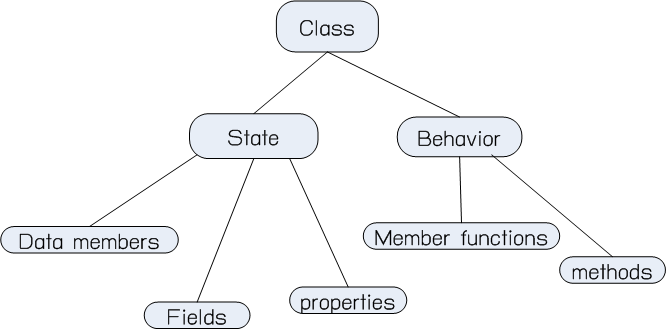 Class
State
Behavior
Data members
Member functions
methods
Fields
properties